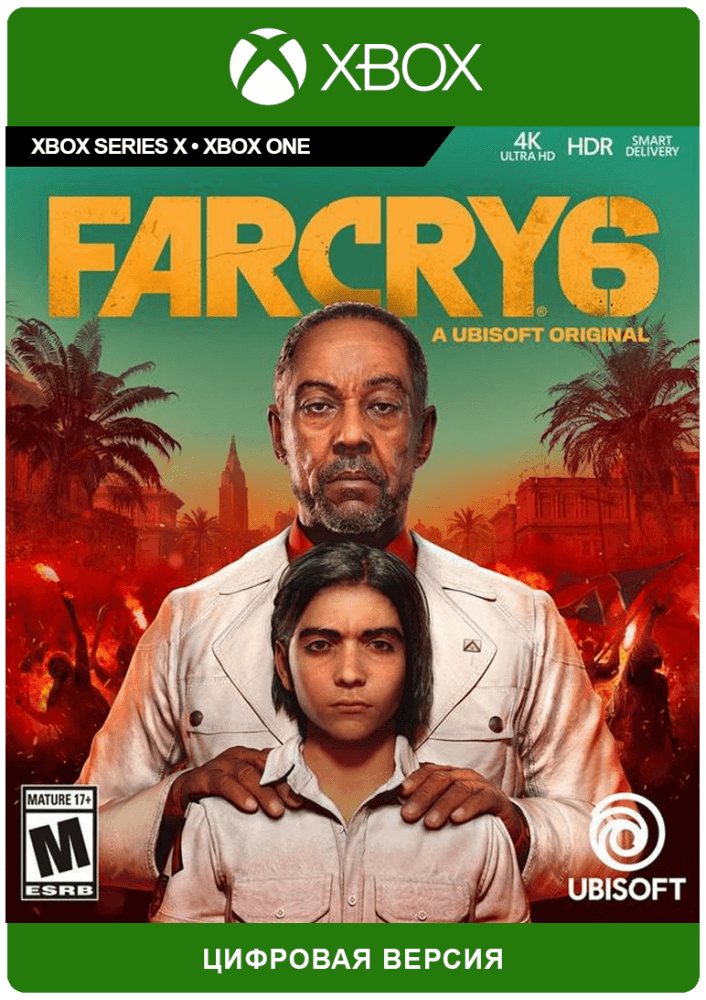 XBOX
XBOX SERIES X • XBOX ONE
4K
ULTRA HD
HDR
SMART
DELIVERY
FARCRY6
®
A UBISOFT ORIGINAL
MATURE 17+
M
ESRB
UBISOFT
ЦИФРОВАЯ ВЕРСИЯ